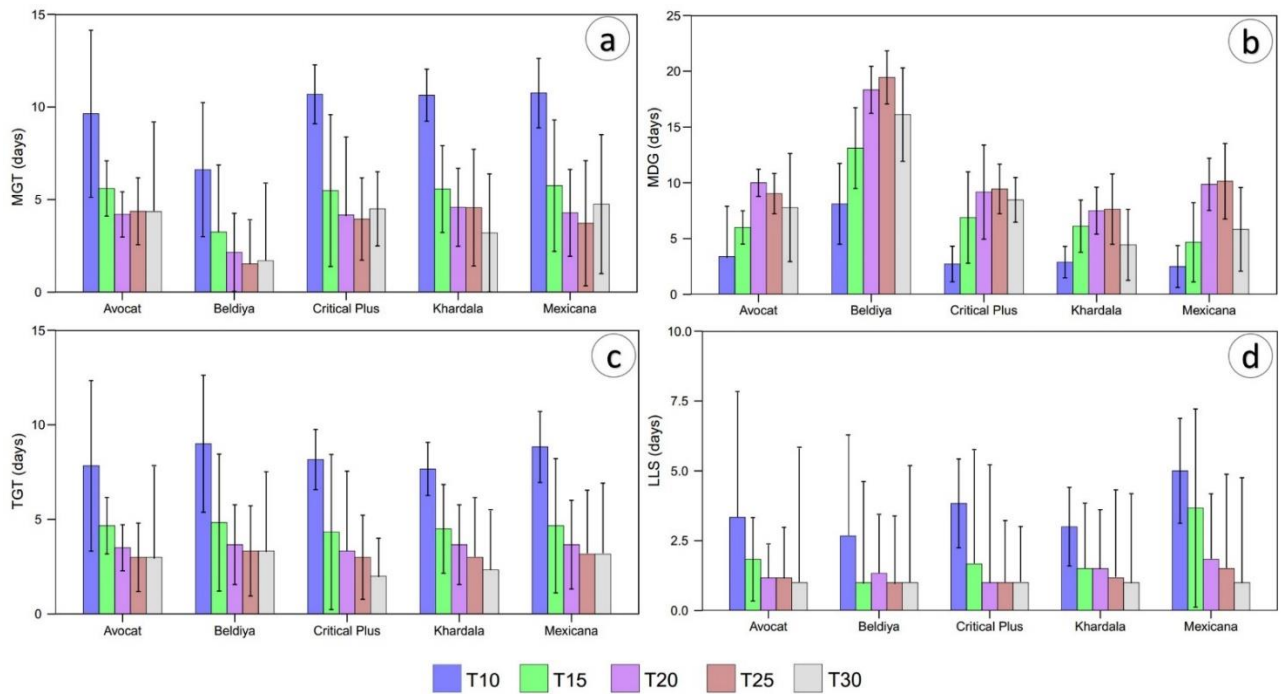 a
MGT (days)
15
10
5
0
Avocat Beldiya Critical Plus Khardala Mexicana
b
MDG (days)
25
20
15
10
5
0
Avocat Beldiya Critical Plus Khardala Mexicana
c
TGT (days)
15
10
5
0
Avocat Beldiya Critical Plus Khardala Mexicana
d
LLS (days)
10.0
7.5
5.0
2.5
0.0
Avocat Beldiya Critical Plus Khardala Mexicana
T10 T15 T20 T25 T30